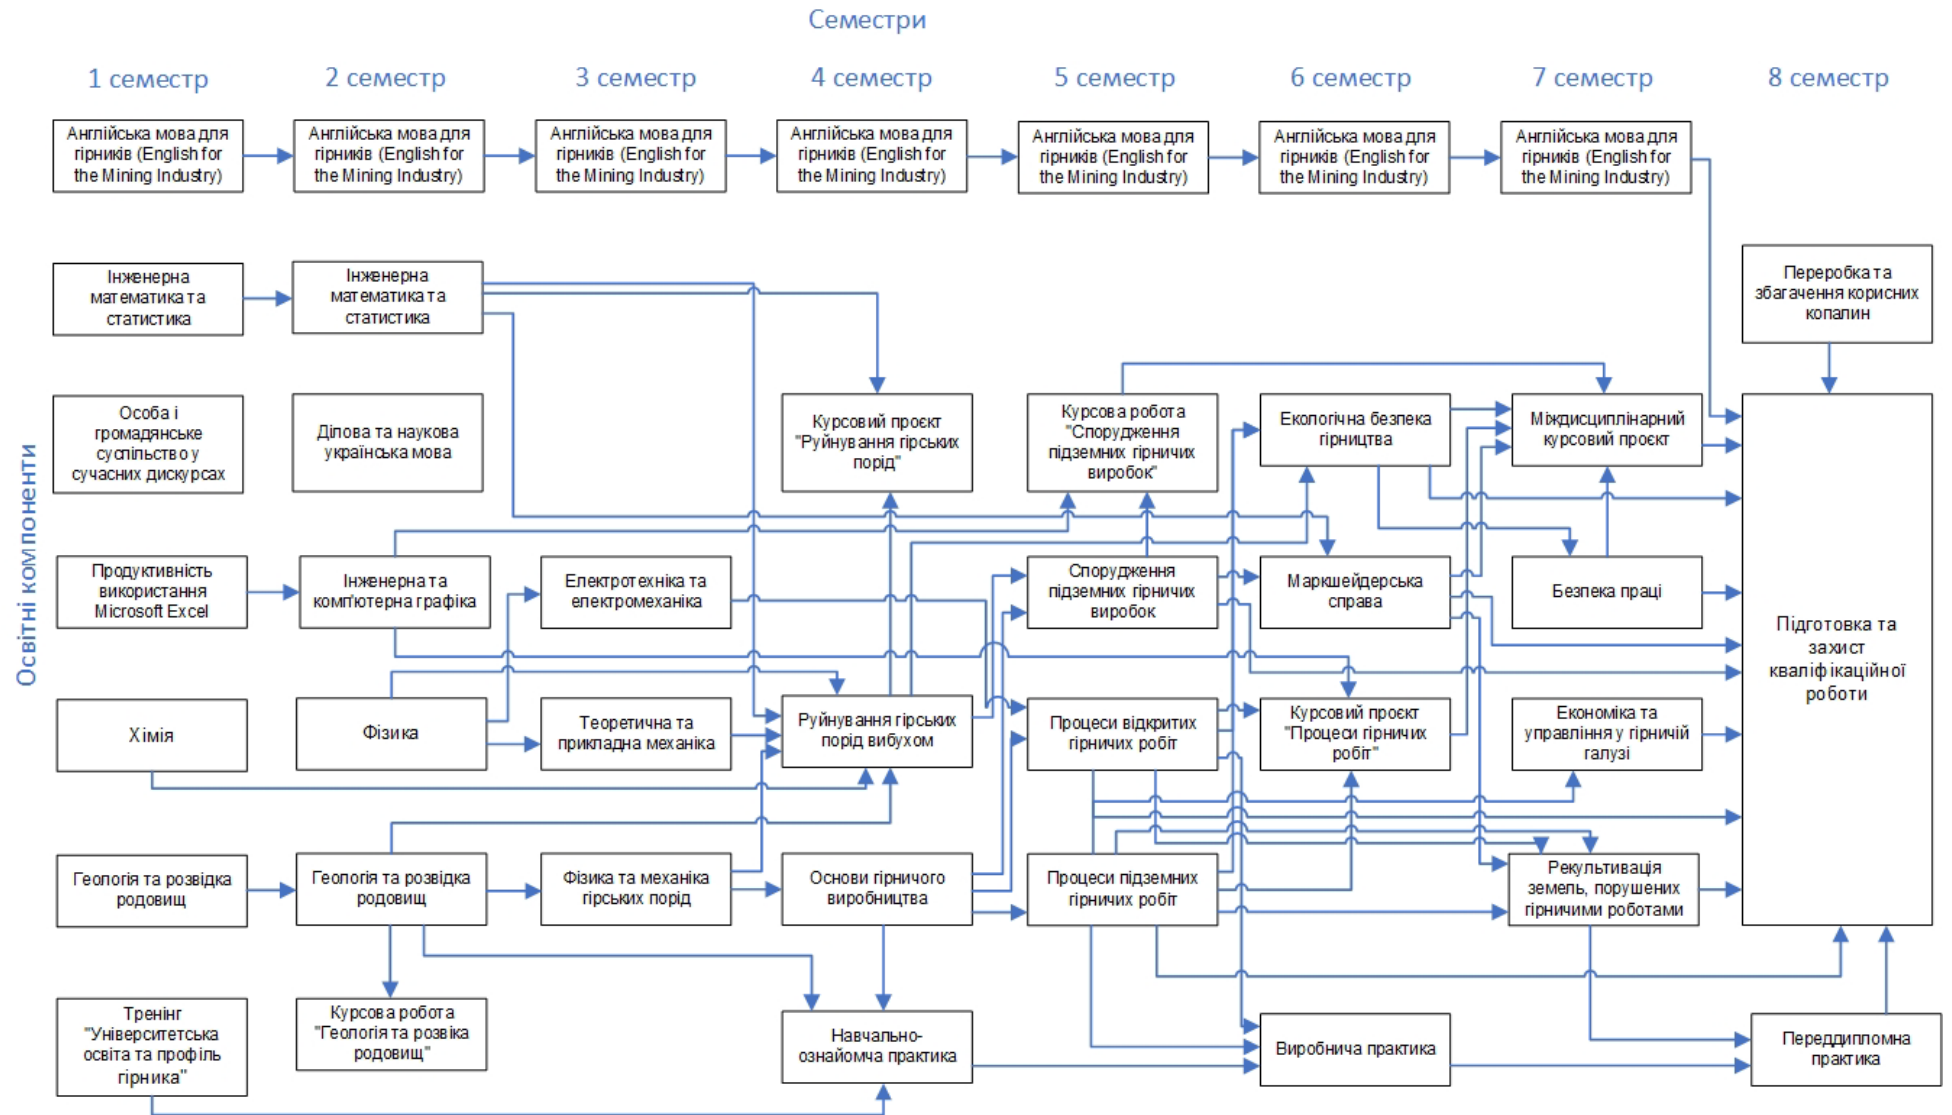 Семестри
1 семестр
2 семестр
3 семестр
4 семестр
5 семестр
6 семестр
7 семестр
8 семестр
Освітні компоненти
Англійська мова для
гірників (English for
the Mining Industry)
Англійська мова для
гірників (English for
the Mining Industry)
Англійська мова для
гірників (English for
the Mining Industry)
Англійська мова для
гірників (English for
the Mining Industry)
Англійська мова для
гірників (English for
the Mining Industry)
Англійська мова для
гірників (English for
the Mining Industry)
Англійська мова для
гірників (English for
the Mining Industry)
Інженерна
математика та
статистика
Інженерна
математика та
статистика
Переробка та
збагачення корисних
копалин
Особа і
громадянське
суспільство у
сучасних дискурсах
Ділова та наукова
українська мова
Курсовий проєкт
"Руйнування гірських
порід"
Курсова робота
"Спорудження
підземних гірничих
виробок"
Екологічна безпека
гірництва
Міждисциплінарний
курсовий проєкт
Продуктивність
використання
Microsoft Excel
Інженерна та
комп'ютерна графіка
Електротехніка та
електромеханіка
Спорудження
підземних гірничих
виробок
Маркшейдерська
справа
Безпека праці
Підготовка та
захист
кваліфікаційної
роботи
Хімія
Фізика
Теоретична та
прикладна механіка
Руйнування гірських
порід вибухом
Процеси відкритих
гірничих робіт
Курсовий проєкт
"Процеси гірничих
робіт"
Економіка та
управління у гірничій
галузі
Геологія та розвідка
родовищ
Геологія та розвідка
родовищ
Фізика та механіка
гірських порід
Основи гірничого
виробництва
Процеси підземних
гірничих робіт
Рекультивація
земель, порушених
гірничими роботами
Тренінг
"Університетська
освіта та профіль
гірника"
Курсова робота
"Геологія та розвіка
родовищ"
Навчально-
ознайомча практика
Виробнича практика
Переддипломна
практика